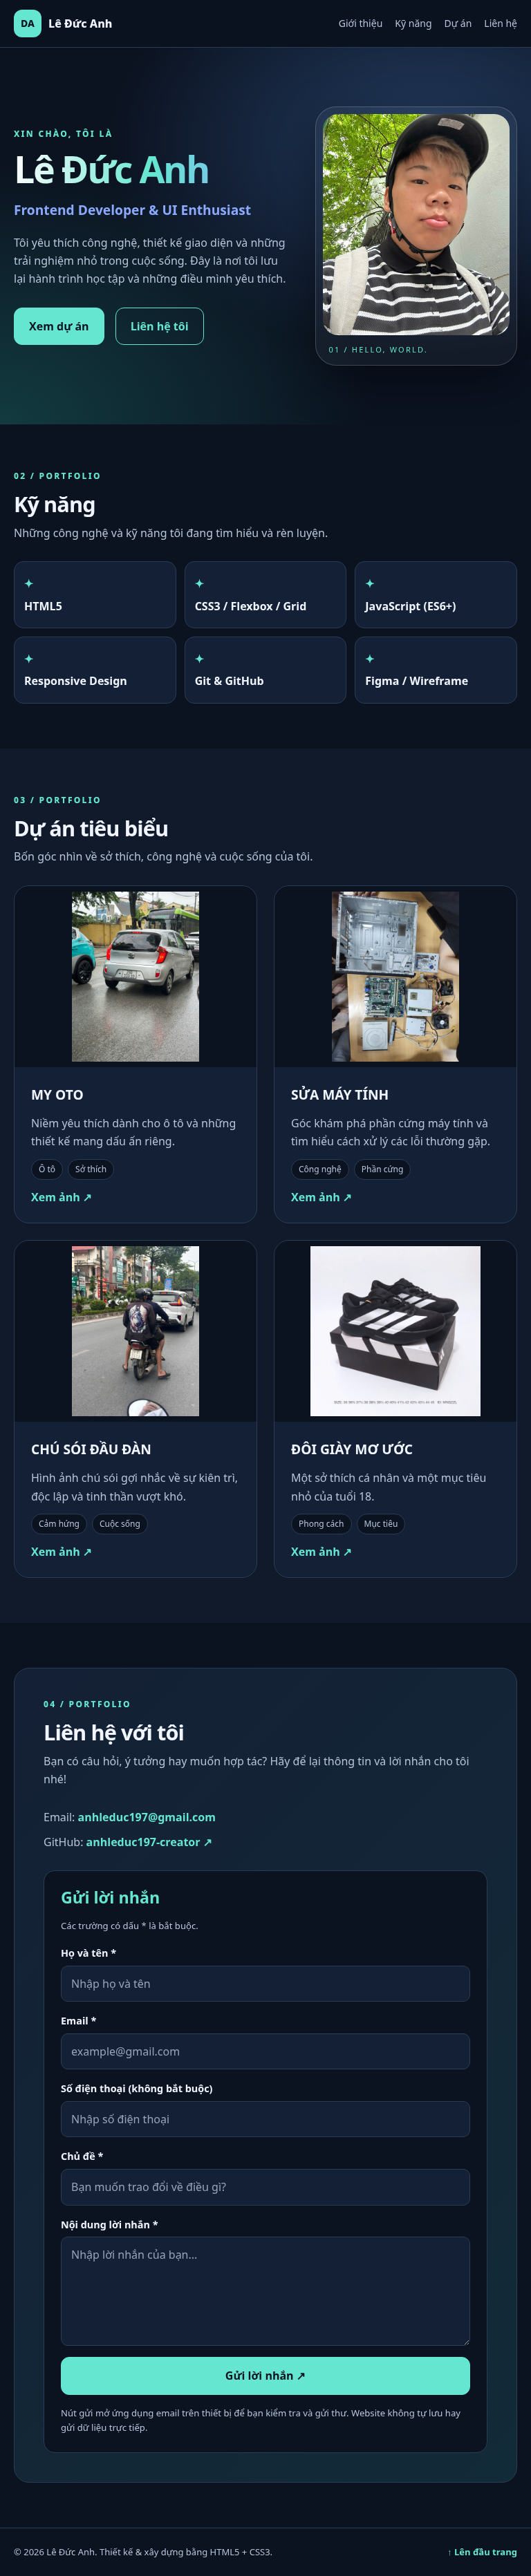 DA
Lê Đức Anh
Giới thiệu
Kỹ năng
Dự án
Liên hệ
XIN CHÀO, TÔI LÀ
Lê Đức Anh
Frontend Developer & UI Enthusiast
Tôi yêu thích công nghệ, thiết kế giao diện và những
trải nghiệm nhỏ trong cuộc sống. Đây là nơi tôi lưu
lại hành trình học tập và những điều mình yêu thích.
Xem dự án
Liên hệ tôi
01 / HELLO, WORLD.
02 / PORTFOLIO
Kỹ năng
Những công nghệ và kỹ năng tôi đang tìm hiểu và rèn luyện.
HTML5
CSS3 / Flexbox / Grid
JavaScript (ES6+)
Responsive Design
Git & GitHub
Figma / Wireframe
03 / PORTFOLIO
Dự án tiêu biểu
Bốn góc nhìn về sở thích, công nghệ và cuộc sống của tôi.
MY OTO
Niềm yêu thích dành cho ô tô và những
thiết kế mang dấu ấn riêng.
Ô tô
Sở thích
Xem ảnh ↗
SỬA MÁY TÍNH
Góc khám phá phần cứng máy tính và
tìm hiểu cách xử lý các lỗi thường gặp.
Công nghệ
Phần cứng
Xem ảnh ↗
CHÚ SÓI ĐẦU ĐÀN
Hình ảnh chú sói gợi nhắc về sự kiên trì,
độc lập và tinh thần vượt khó.
Cảm hứng
Cuộc sống
Xem ảnh ↗
ĐÔI GIÀY MƠ ƯỚC
Một sở thích cá nhân và một mục tiêu
nhỏ của tuổi 18.
Phong cách
Mục tiêu
Xem ảnh ↗
04 / PORTFOLIO
Liên hệ với tôi
Bạn có câu hỏi, ý tưởng hay muốn hợp tác? Hãy để lại thông tin và lời nhắn cho tôi
nhé!
Email: anhleduc197@gmail.com
GitHub: anhleduc197-creator ↗
Gửi lời nhắn
Các trường có dấu * là bắt buộc.
Họ và tên *
Nhập họ và tên
Email *
example@gmail.com
Số điện thoại (không bắt buộc)
Nhập số điện thoại
Chủ đề *
Bạn muốn trao đổi về điều gì?
Nội dung lời nhắn *
Nhập lời nhắn của bạn...
Gửi lời nhắn ↗
Nút gửi mở ứng dụng email trên thiết bị để bạn kiểm tra và gửi thư. Website không tự lưu hay
gửi dữ liệu trực tiếp.
© 2026 Lê Đức Anh. Thiết kế & xây dựng bằng HTML5 + CSS3.
↑ Lên đầu trang